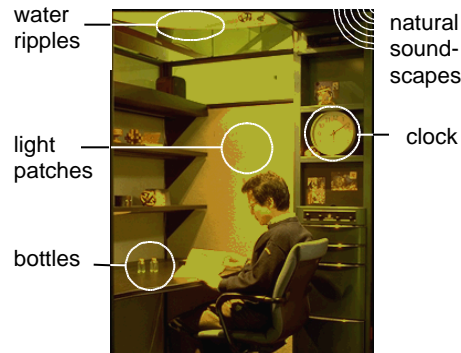 water
ripples
natural
sound-
scapes
clock
light
patches
bottles